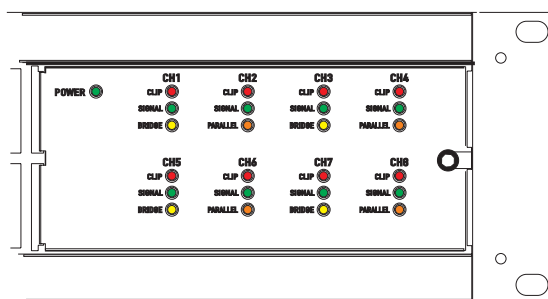 CH1 CH2 CH3 CH4
POWER CLIP CLIP CLIP CLIP
SIGNAL SIGNAL SIGNAL SIGNAL
BRIDGE PARALLEL BRIDGE PARALLEL
CH5 CH6 CH7 CH8
CLIP CLIP CLIP CLIP
SIGNAL SIGNAL SIGNAL SIGNAL
BRIDGE PARALLEL BRIDGE PARALLEL